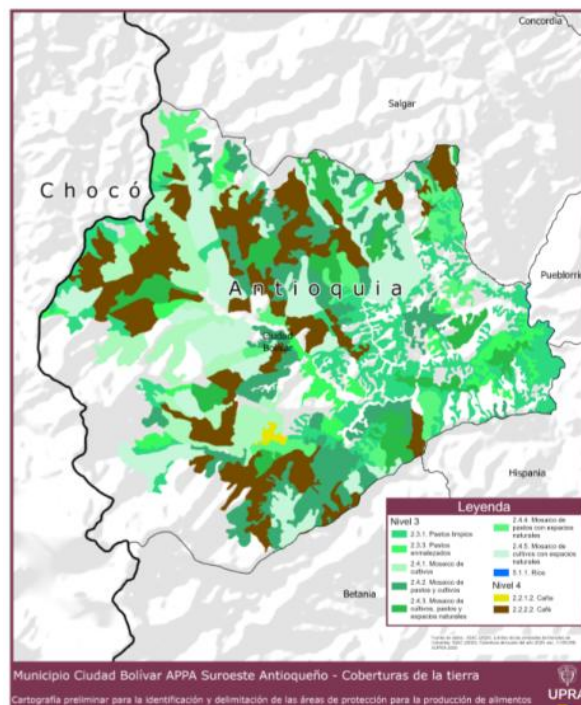 Concordia
Salgar
Chocó
Antioquia
Ciudad
Bolívar
Pueblorric
Hispania
Betania
Leyenda
Nivel 3
2.3.1. Pastos limpios
2.3.3. Pastos
enmalezados
2.4.1. Mosaico de
cultivos
2.4.2. Mosaico de
pastos y cultivos
2.4.3. Mosaico de
cultivos, pastos y
espacios naturales
2.4.4. Mosaico de
pastos con espacios
naturales
2.4.5. Mosaico de
cultivos con espacios
naturales
5.1.1. Ríos
Nivel 4
2.2.1.2. Caña
2.2.2.2. Café
Municipio Ciudad Bolívar APPA Suroeste Antioqueño - Coberturas de la tierra
Cartografía preliminar para la identificación y delimitación de las áreas de protección para la producción de alimentos
UPRA